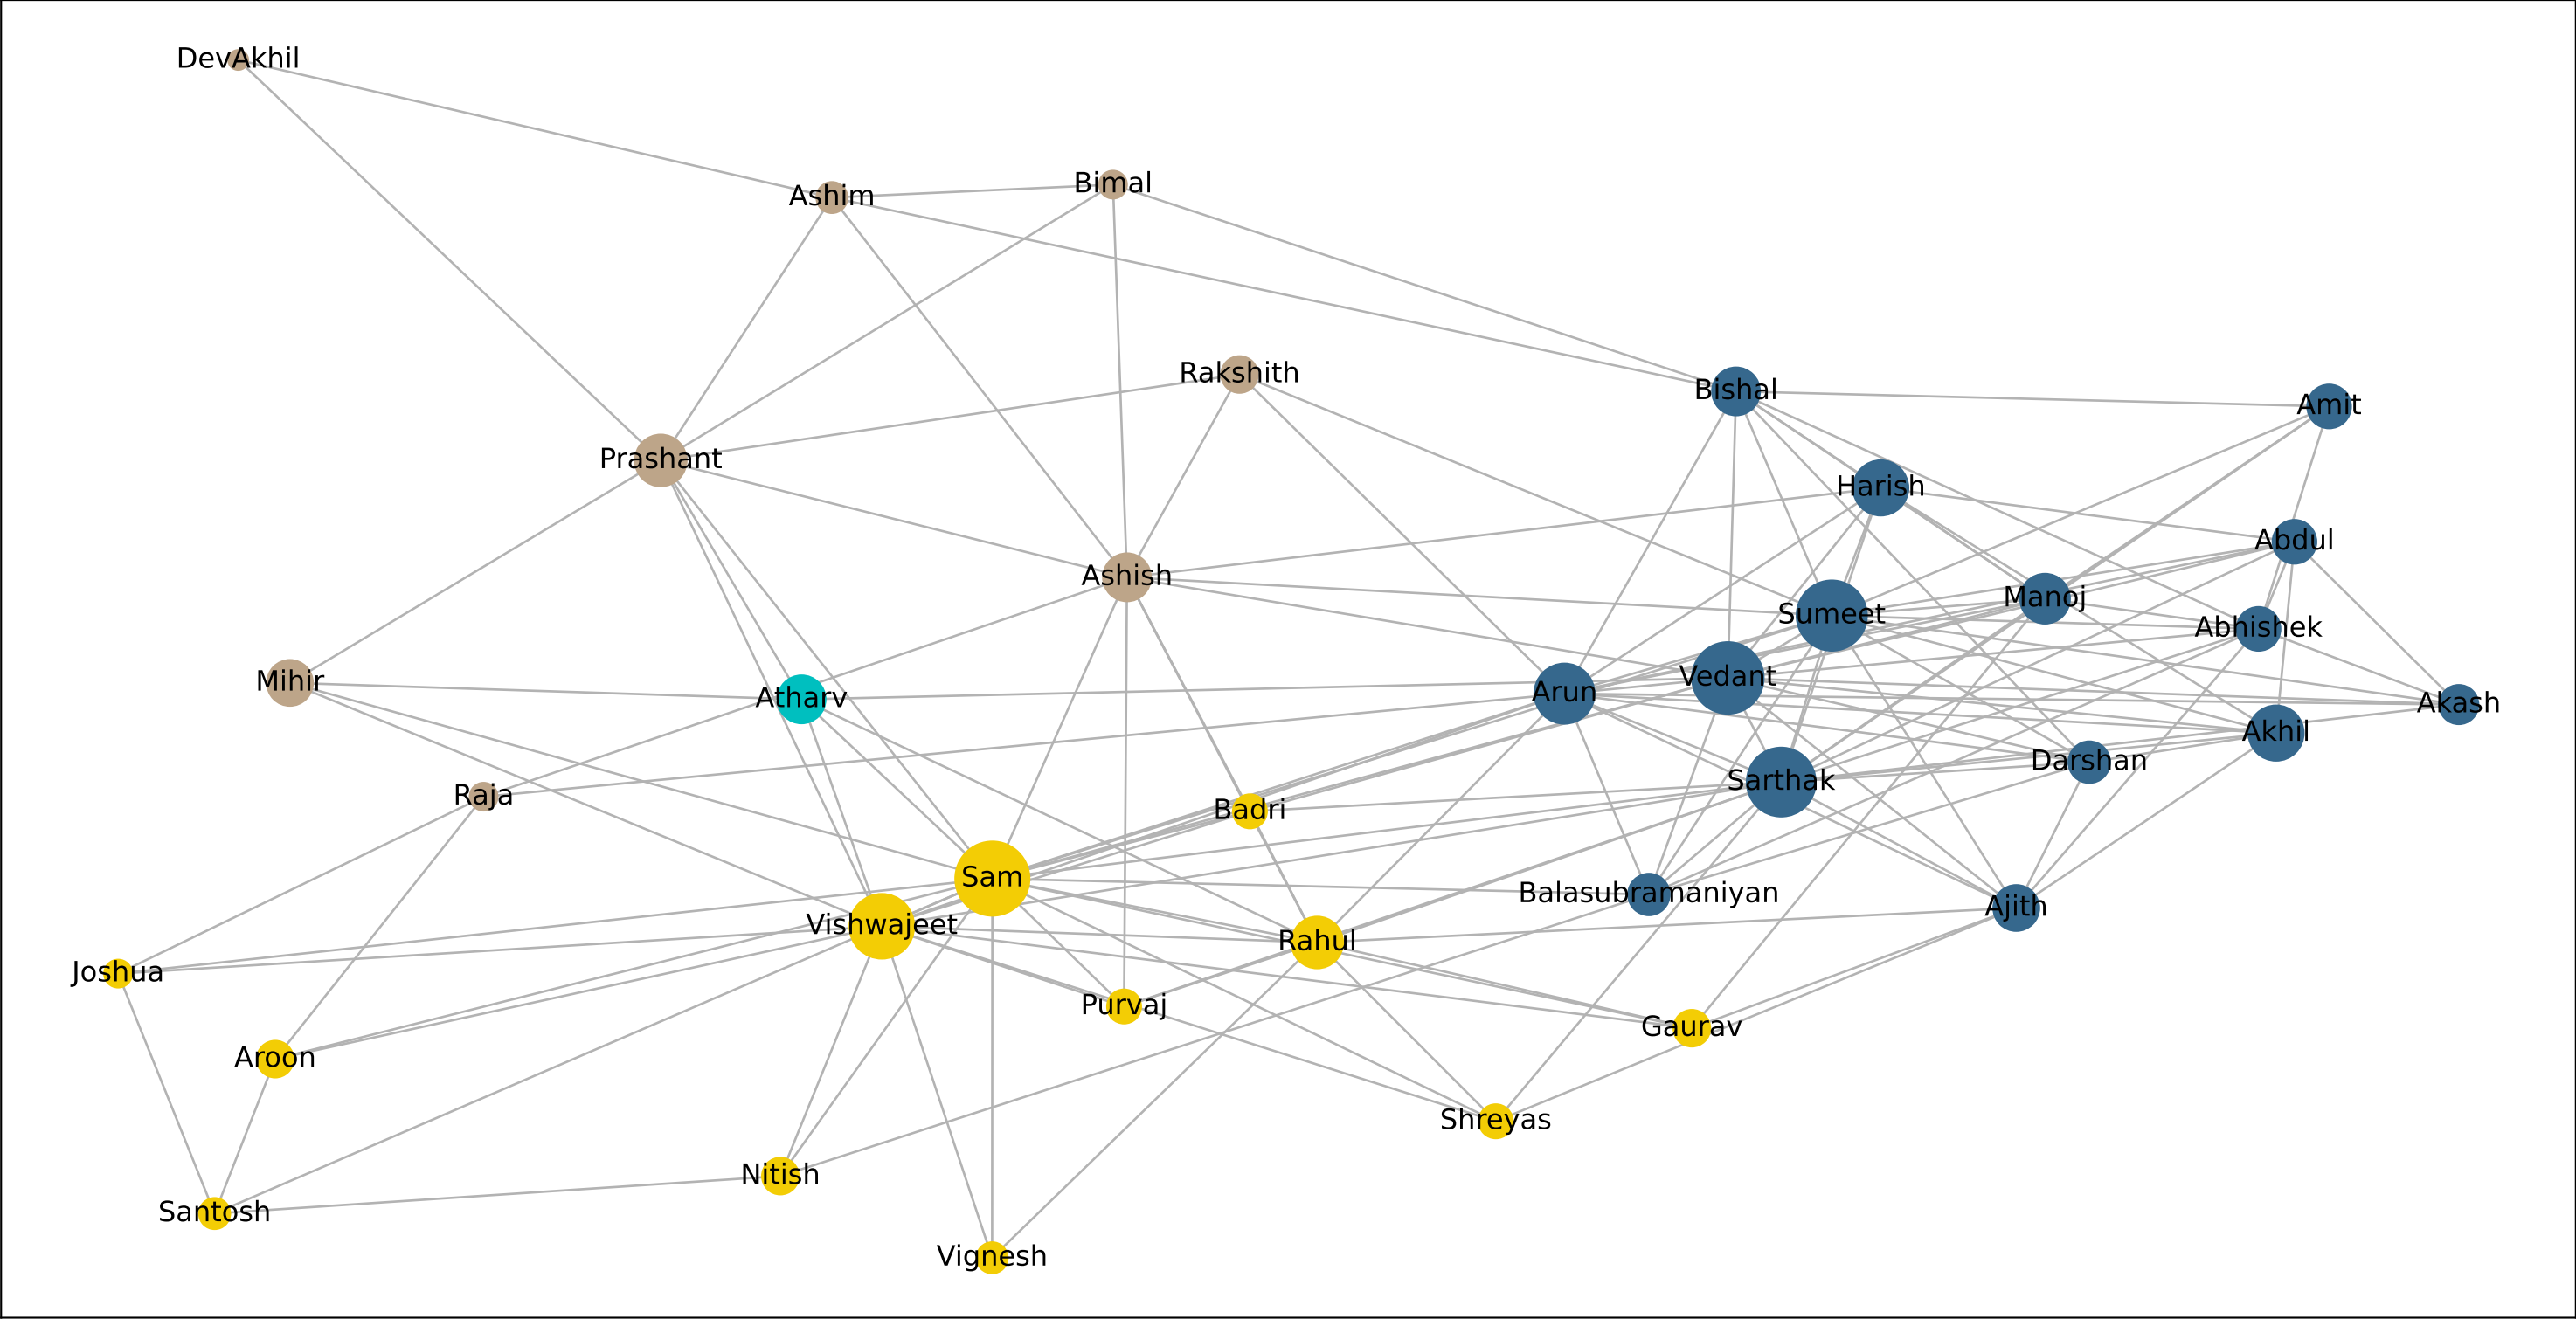 DevAkhil
Ashim
Bimal
Rakshith
Bishal
Amit
Prashant
Harish
Abdul
Ashish
Sumeet
Manoj
Abhishek
Mihir
Atharv
Arun
Vedant
Akash
Akhil
Darshan
Raja
Badri
Sarthak
Sam
Balasubramaniyan
Ajith
Vishwajeet
Rahul
Joshua
Purvaj
Gaurav
Aroon
Shreyas
Nitish
Santosh
Vignesh